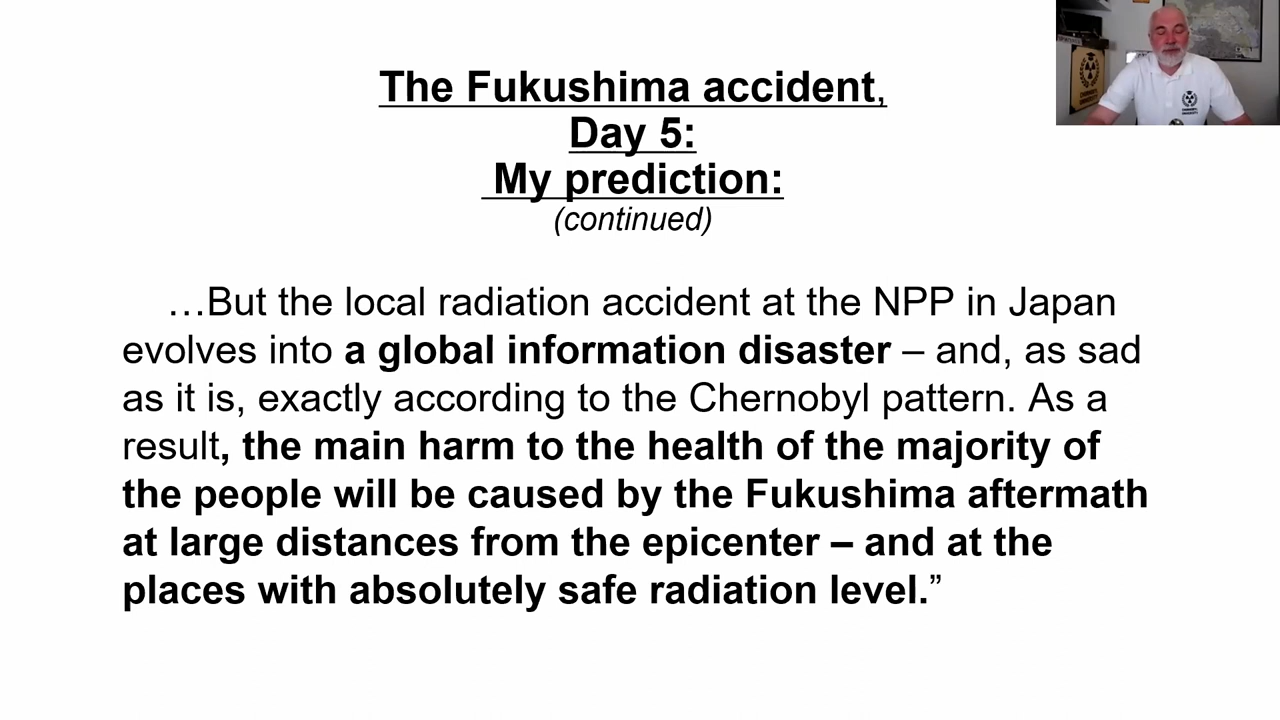 The Fukushima accident,
Day 5:
My prediction:
(continued)
…But the local radiation accident at the NPP in Japan
evolves into a global information disaster – and, as sad
as it is, exactly according to the Chernobyl pattern. As a
result, the main harm to the health of the majority of
the people will be caused by the Fukushima aftermath
at large distances from the epicenter – and at the
places with absolutely safe radiation level.”